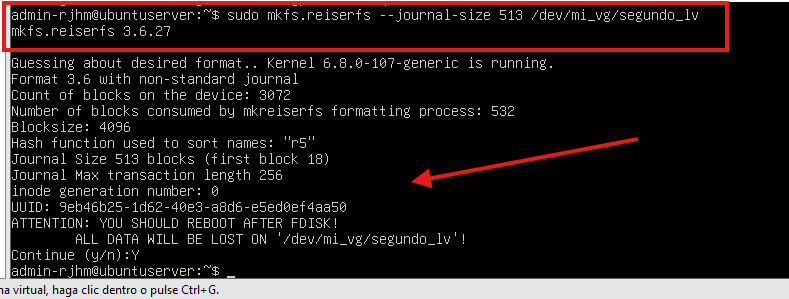 admin-rjhm@ubuntuserver:~$ sudo mkfs.reiserfs --journal-size 513 /dev/mi_vg/segundo_lv
mkfs.reiserfs 3.6.27
Guessing about desired format.. Kernel 6.8.0-107-generic is running.
Format 3.6 with non-standard journal
Count of blocks on the device: 3072
Number of blocks consumed by mkreiserfs formatting process: 532
Blocksize: 4096
Hash function used to sort names: "r5"
Journal Size 513 blocks (first block 18)
Journal Max transaction length 256
inode generation number: 0
UUID: 9eb46b25-1d62-40e3-a8d6-e5ed0ef4aa50
ATTENTION: YOU SHOULD REBOOT AFTER FDISK!
ALL DATA WILL BE LOST ON '/dev/mi_vg/segundo_lv'!
Continue (y/n):Y
admin-rjhm@ubuntuserver:~$ _
na virtual, haga clic dentro o pulse Ctrl+G.